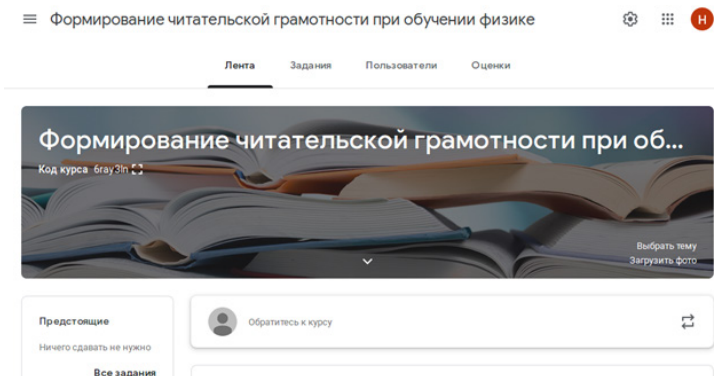 Формирование читательской грамотности при обучении физике
Н
Лента Задания Пользователи Оценки
Формирование читательской грамотности при об...
Код курса 6ray3ln
Выбрать тему
Загрузить фото
Предстоящие
Ничего сдавать не нужно
Все задания
Обратитесь к курсу